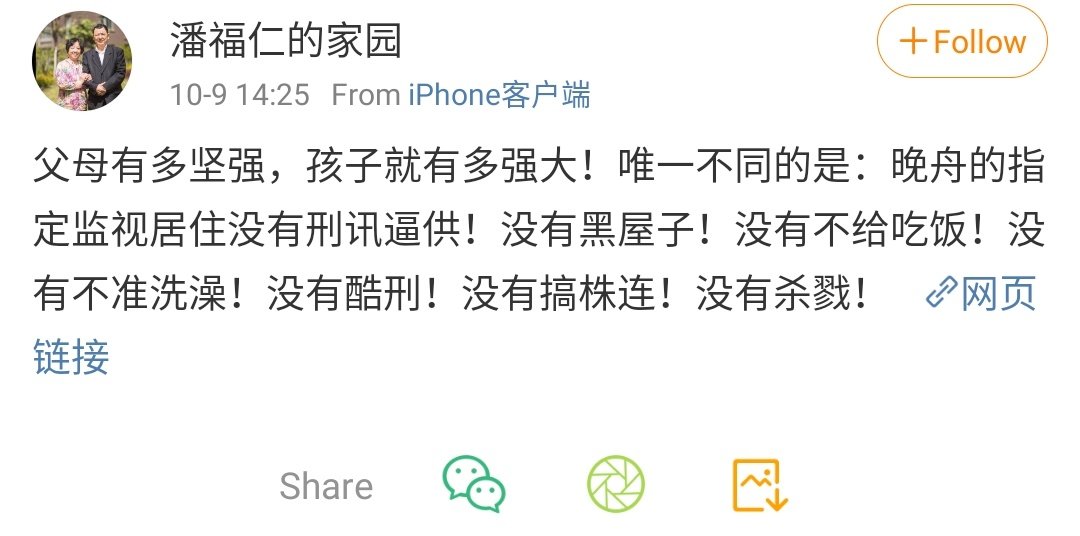 潘福仁的家园
+Follow
10-9 14:25 From iPhone客户端
父母有多坚强，孩子就有多强大！唯一不同的是：晚舟的指
定监视居住没有刑讯逼供！没有黑屋子！没有不给吃饭！没
有不准洗澡！没有酷刑！没有搞株连！没有杀戮！ 网页
链接
Share